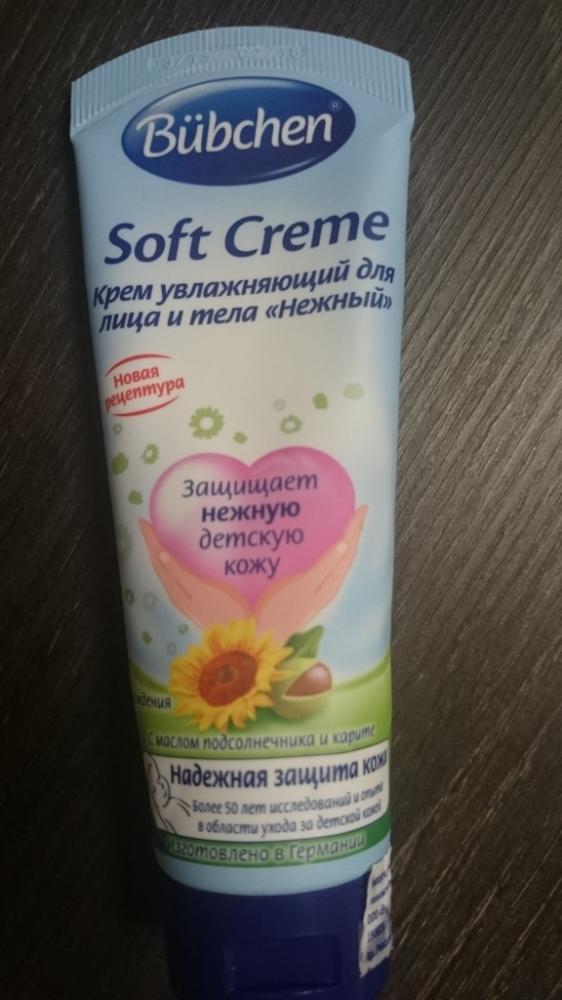 Bübchen®
Soft Creme
Крем увлажняющий для
лица и тела «Нежный»
Новая
рецептура
Защищает
нежную
детскую
кожу
С маслом подсолнечника и карите
Надежная защита кожи
Более 50 лет исследований и опыта
в области ухода за детской кожей
Изготовлено в Германии